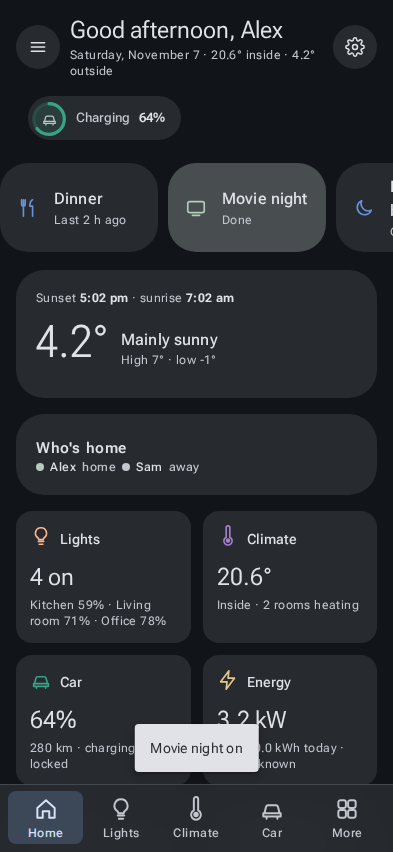 Good afternoon, Alex
Saturday, November 7 · 20.6° inside · 4.2°
outside
Charging 64%
Dinner
Last 2 h ago
Movie night
Done
Sunset 5:02 pm · sunrise 7:02 am
4.2°
Mainly sunny
High 7° · low -1°
Who's home
Alex home Sam away
Lights
4 on
Kitchen 59% · Living
room 71% · Office 78%
Climate
20.6°
Inside · 2 rooms heating
Car
64%
280 km · charging
locked
Energy
3.2 kW
kWh today ·
Movie night on
Home
Lights
Climate
Car
More